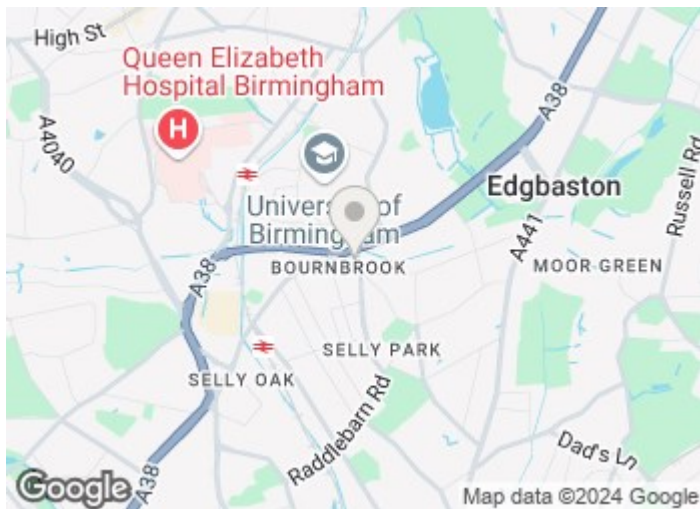 High St
Queen Elizabeth
Hospital Birmingham
H
A4040
A38
Edgbaston
Russell Rd
University of
Birmingham
A441
A38
BOURNBROOK
MOOR GREEN
SELLY PARK
SELLY OAK
Raddlebarn Rd
Dad's Ln
A38
Google
Map data ©2024 Google